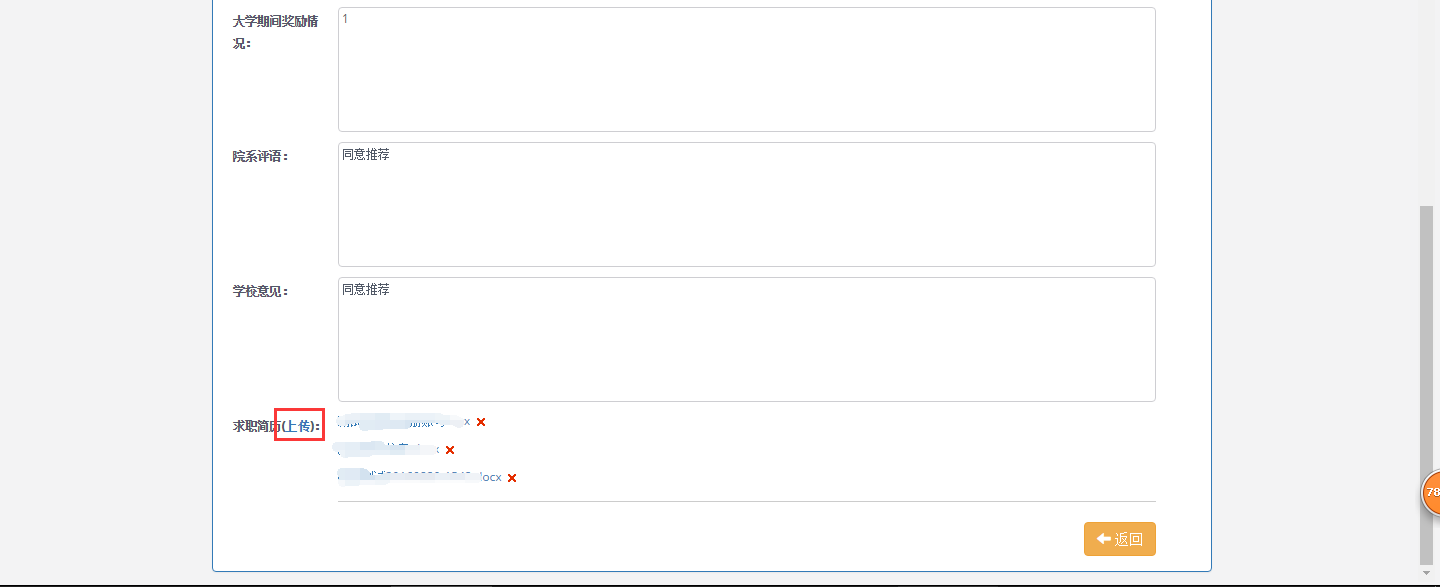 大学期间奖励情
况：
1
院系评语：
同意推荐
学校意见：
同意推荐
求职简历(上传):
x
ocx
返回
78